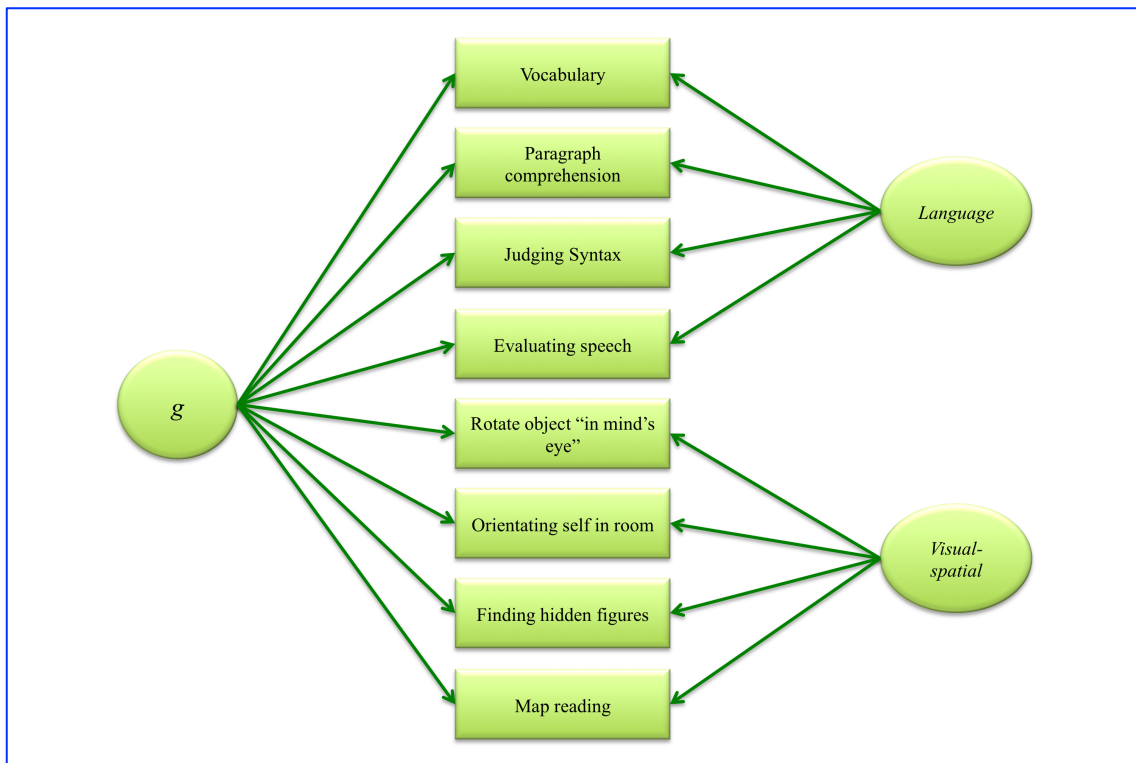 Vocabulary
Paragraph
comprehension
Judging Syntax
Evaluating speech
Rotate object “in mind’s
eye”
Orientating self in room
Finding hidden figures
Map reading
g
Language
Visual-
spatial